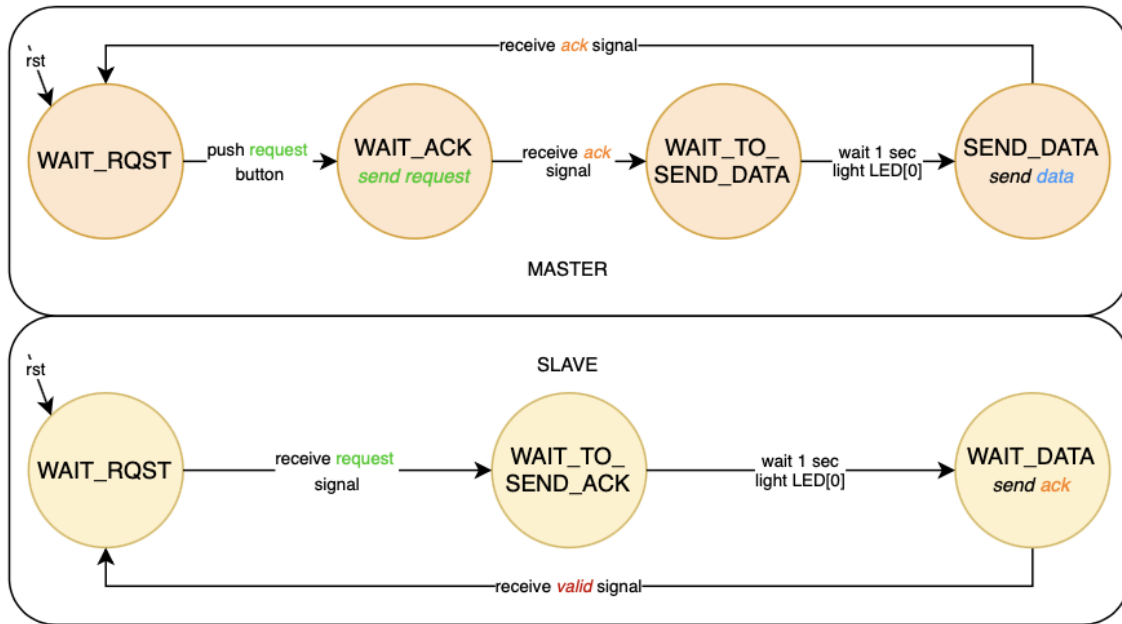 receive ack signal
rst
WAIT_RQST
push request
button
WAIT_ACK
send request
receive ack
signal
WAIT_TO_
SEND_DATA
wait 1 sec
light LED[0]
SEND_DATA
send data
MASTER
SLAVE
rst
WAIT_RQST
receive request
signal
WAIT_TO_
SEND_ACK
wait 1 sec
light LED[0]
WAIT_DATA
send ack
receive valid signal